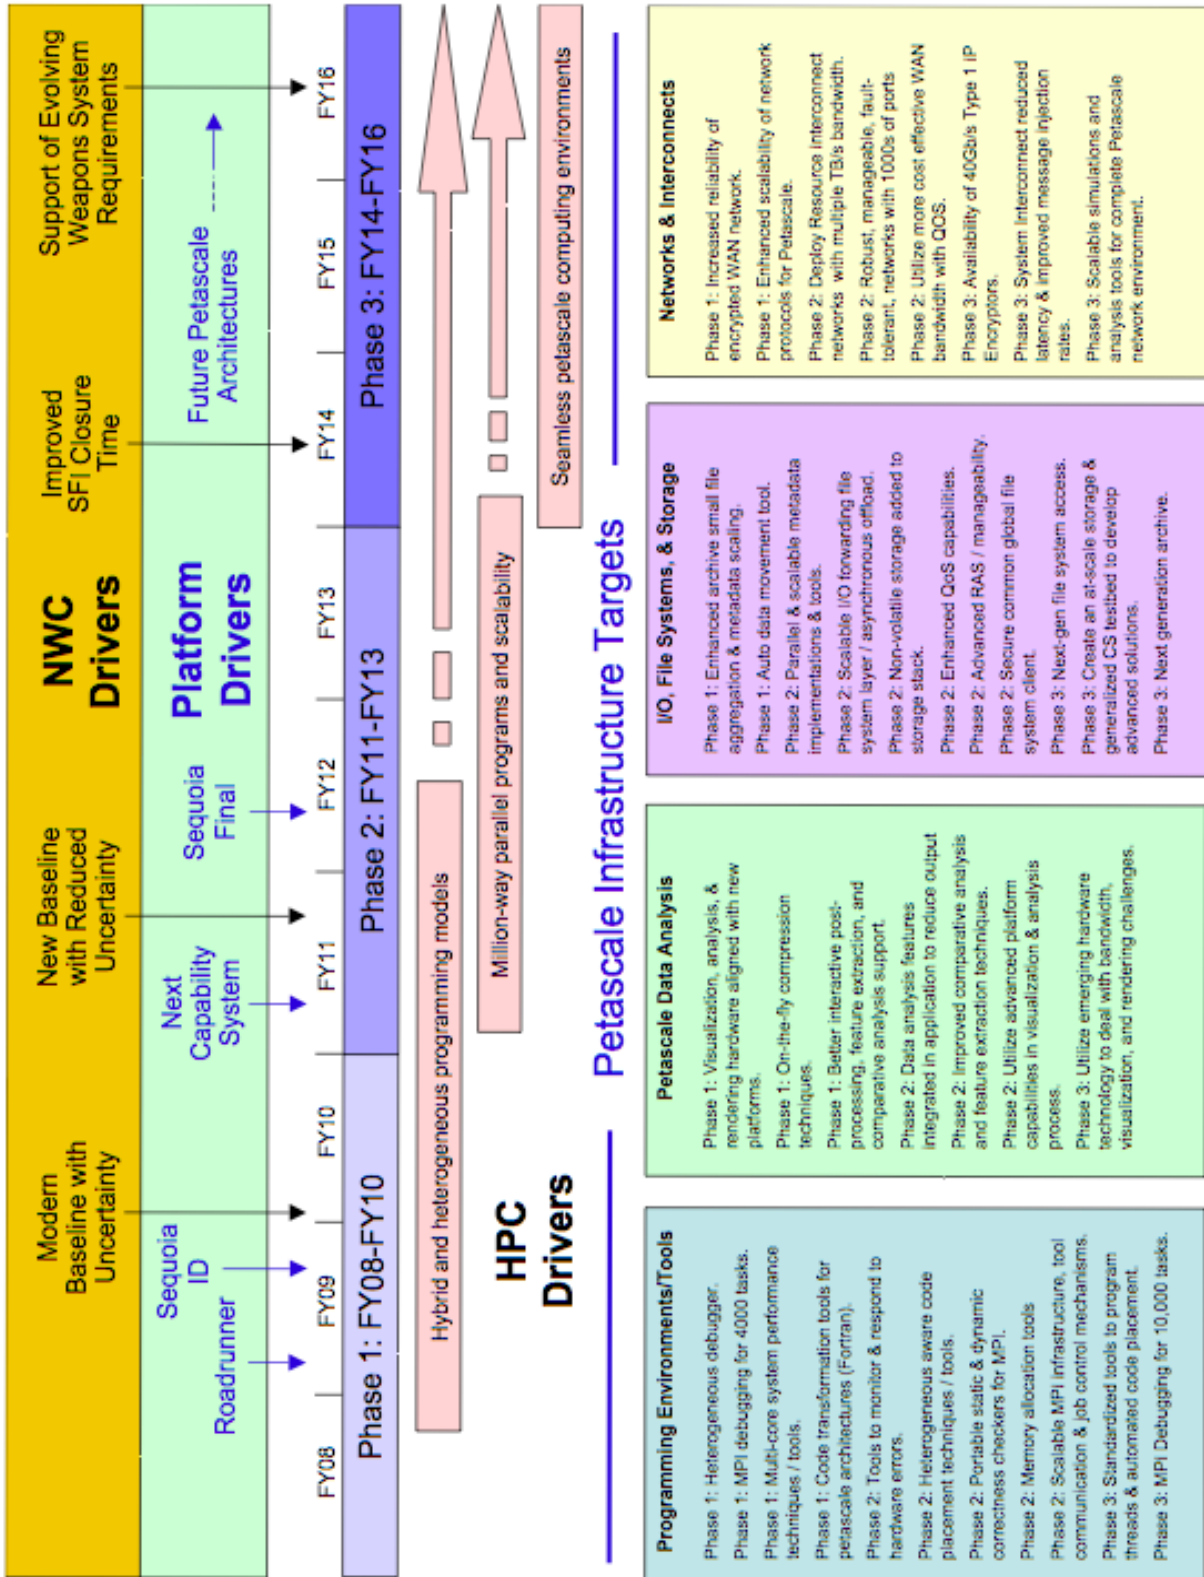 NWC
Drivers
Modern
Baseline with
Uncertainty
New Baseline
with Reduced
Uncertainty
Improved
SFI Closure
Time
Support of Evolving
Weapons System
Requirements
Platform
Drivers
Roadrunner
Sequoia
ID
Next
Capability
System
Sequoia
Final
Future Petascale
Architectures
FY08
FY09
FY10
FY11
FY12
FY13
FY14
FY15
FY16
Phase 1: FY08-FY10
Phase 2: FY11-FY13
Phase 3: FY14-FY16
Hybrid and heterogeneous programming models
Million-way parallel programs and scalability
Seamless petascale computing environments
HPC
Drivers
Petascale Infrastructure Targets
Programming Environments/Tools
Phase 1: Heterogeneous debugger.
Phase 1: MPI debugging for 4000 tasks.
Phase 1: Multi-core system performance
techniques / tools.
Phase 1: Code transformation tools for
petascale architectures (Fortran).
Phase 2: Tools to monitor & respond to
hardware errors.
Phase 2: Heterogeneous aware code
placement techniques / tools.
Phase 2: Portable static & dynamic
correctness checkers for MPI.
Phase 2: Memory allocation tools
Phase 2: Scalable MPI infrastructure, tool
communication & job control mechanisms.
Phase 3: Standardized tools to program
threads & automated code placement.
Phase 3: MPI Debugging for 10,000 tasks.
Petascale Data Analysis
Phase 1: Visualization, analysis, &
rendering hardware aligned with new
platforms.
Phase 1: On-the-fly compression
techniques.
Phase 1: Better interactive post-
processing, feature extraction, and
comparative analysis support.
Phase 2: Data analysis features
integrated in application to reduce output
Phase 2: Improved comparative analysis
and feature extraction techniques.
Phase 2: Utilize advanced platform
capabilities in visualization & analysis
process.
Phase 3: Utilize emerging hardware
technology to deal with bandwidth,
visualization, and rendering challenges.
I/O, File Systems, & Storage
Phase 1: Enhanced archive small file
aggregation & metadata scaling.
Phase 1: Auto data movement tool.
Phase 2: Parallel & scalable metadata
implementations & tools.
Phase 2: Scalable I/O forwarding file
system layer / asynchronous offload.
Phase 2: Non-volatile storage added to
storage stack.
Phase 2: Enhanced QoS capabilities.
Phase 2: Advanced RAS / manageability.
Phase 2: Secure common global file
system client.
Phase 3: Next-gen file system access.
Phase 3: Create an at-scale storage &
generalized CS testbed to develop
advanced solutions.
Phase 3: Next generation archive.
Networks & Interconnects
Phase 1: Increased reliability of
encrypted WAN network.
Phase 1: Enhanced scalability of network
protocols for Petascale.
Phase 2: Deploy Resource interconnect
networks with multiple TB/s bandwidth.
Phase 2: Robust, manageable, fault-
tolerant, networks with 1000s of ports
Phase 2: Utilize more cost effective WAN
bandwidth with QOS.
Phase 3: Availability of 40Gb/s Type 1 IP
Encryptors.
Phase 3: System Interconnect reduced
latency & improved message injection
rates.
Phase 3: Scalable simulations and
analysis tools for complete Petascale
network environment.